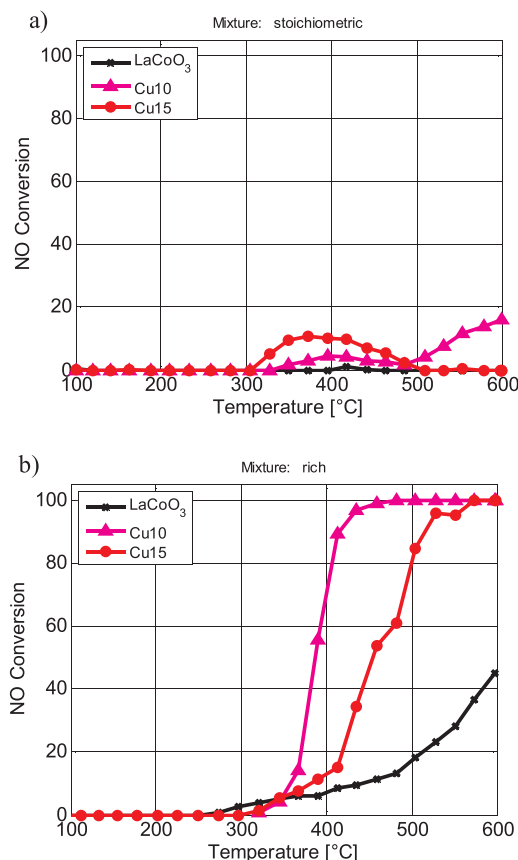 a)
Mixture: stoichiometric
LaCoO₃
Cu10
Cu15
NO Conversion
100
80
60
40
20
0
100 200 300 400 500 600
Temperature [°C]
b)
Mixture: rich
LaCoO₃
Cu10
Cu15
NO Conversion
100
80
60
40
20
0
100 200 300 400 500 600
Temperature [°C]